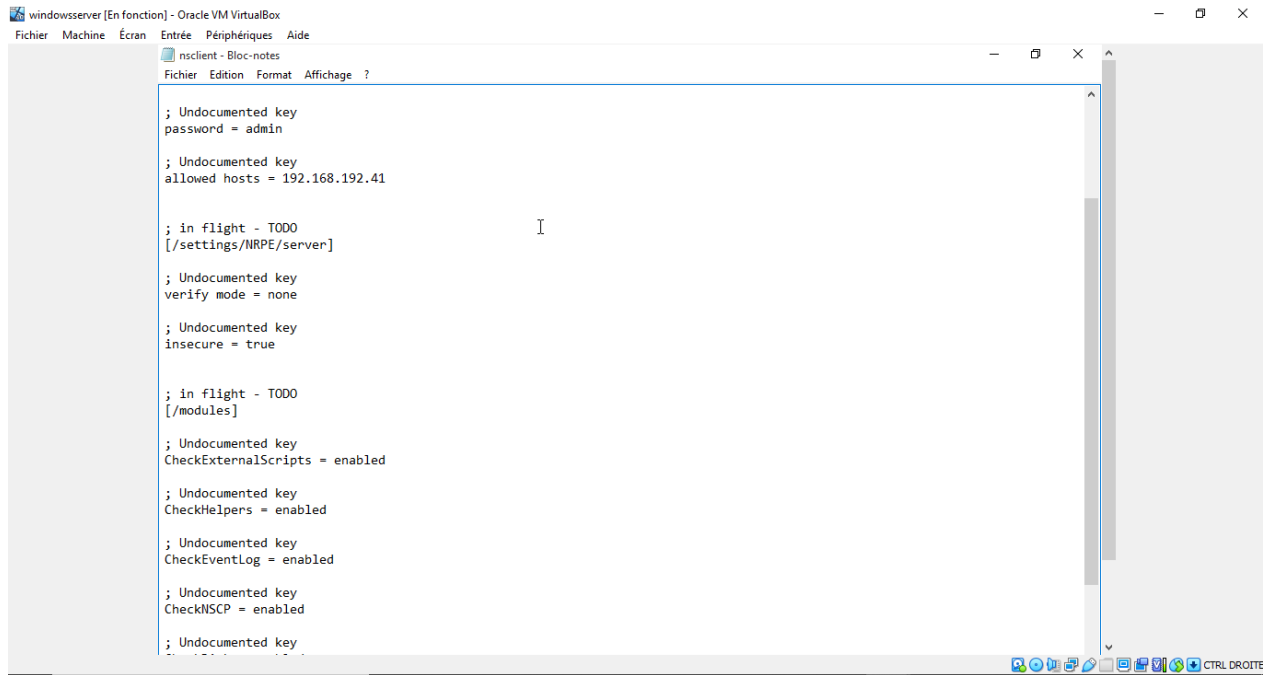 windowsserver [En fonction] - Oracle VM VirtualBox
Fichier Machine Écran Entrée Périphériques Aide
nsclient - Bloc-notes
Fichier Edition Format Affichage ?
; Undocumented key
password = admin
; Undocumented key
allowed hosts = 192.168.192.41
; in flight - TODO
[/settings/NRPE/server]
; Undocumented key
verify mode = none
; Undocumented key
insecure = true
; in flight - TODO
[/modules]
; Undocumented key
CheckExternalScripts = enabled
; Undocumented key
CheckHelpers = enabled
; Undocumented key
CheckEventLog = enabled
; Undocumented key
CheckNSCP = enabled
; Undocumented key
CTRL DROITE